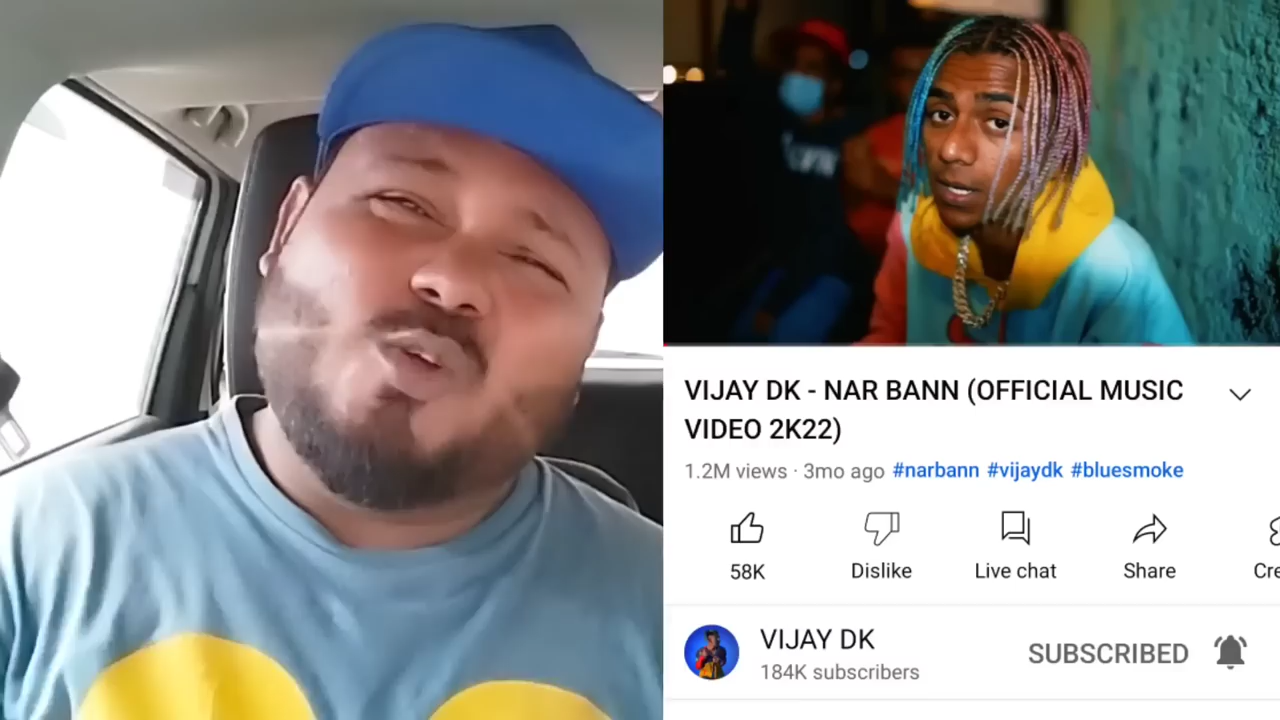 VIJAY DK - NAR BANN (OFFICIAL MUSIC
VIDEO 2K22)
1.2M views · 3mo ago #narbann #vijaydk #bluesmoke
58K
Dislike
Live chat
Share
Cre
VIJAY DK
184K subscribers
SUBSCRIBED